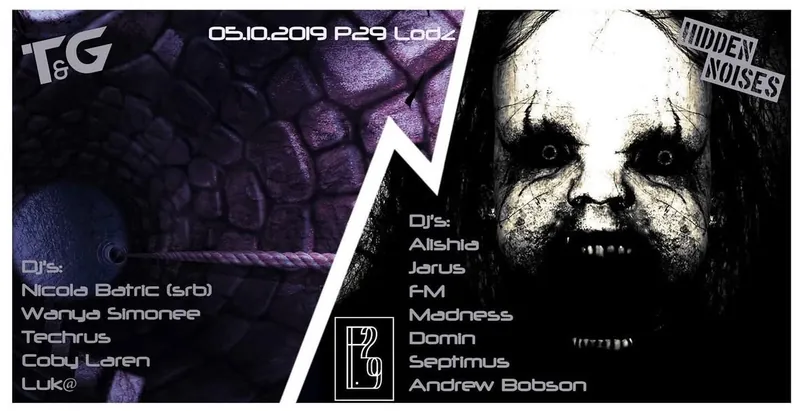 T&G
05.10.2019 P29 Lodz
HIDDEN
NOISES
Dj's:
Nicola Batric (srb)
Wanya Simonee
Techrus
Coby Laren
Luk@
Dj's:
Alishia
Jarus
FM
Madness
Domin
Septimus
Andrew Bobson
P29